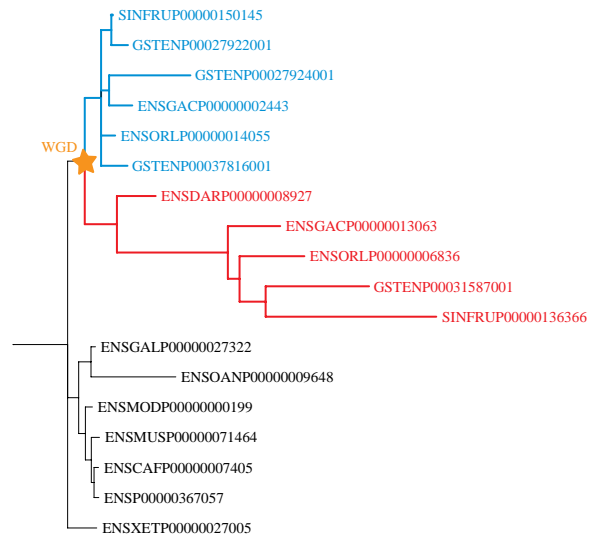 SINFRUP00000150145
GSTENP00027922001
GSTENP00027924001
ENSGACP00000002443
ENSORLP00000014055
WGD
GSTENP00037816001
ENSDARP00000008927
ENSGACP00000013063
ENSORLP00000006836
GSTENP00031587001
SINFRUP00000136366
ENSGALP00000027322
ENSOANP00000009648
ENSMODP00000000199
ENSMUSP00000071464
ENSCAFP00000007405
ENSP00000367057
ENSXETP00000027005